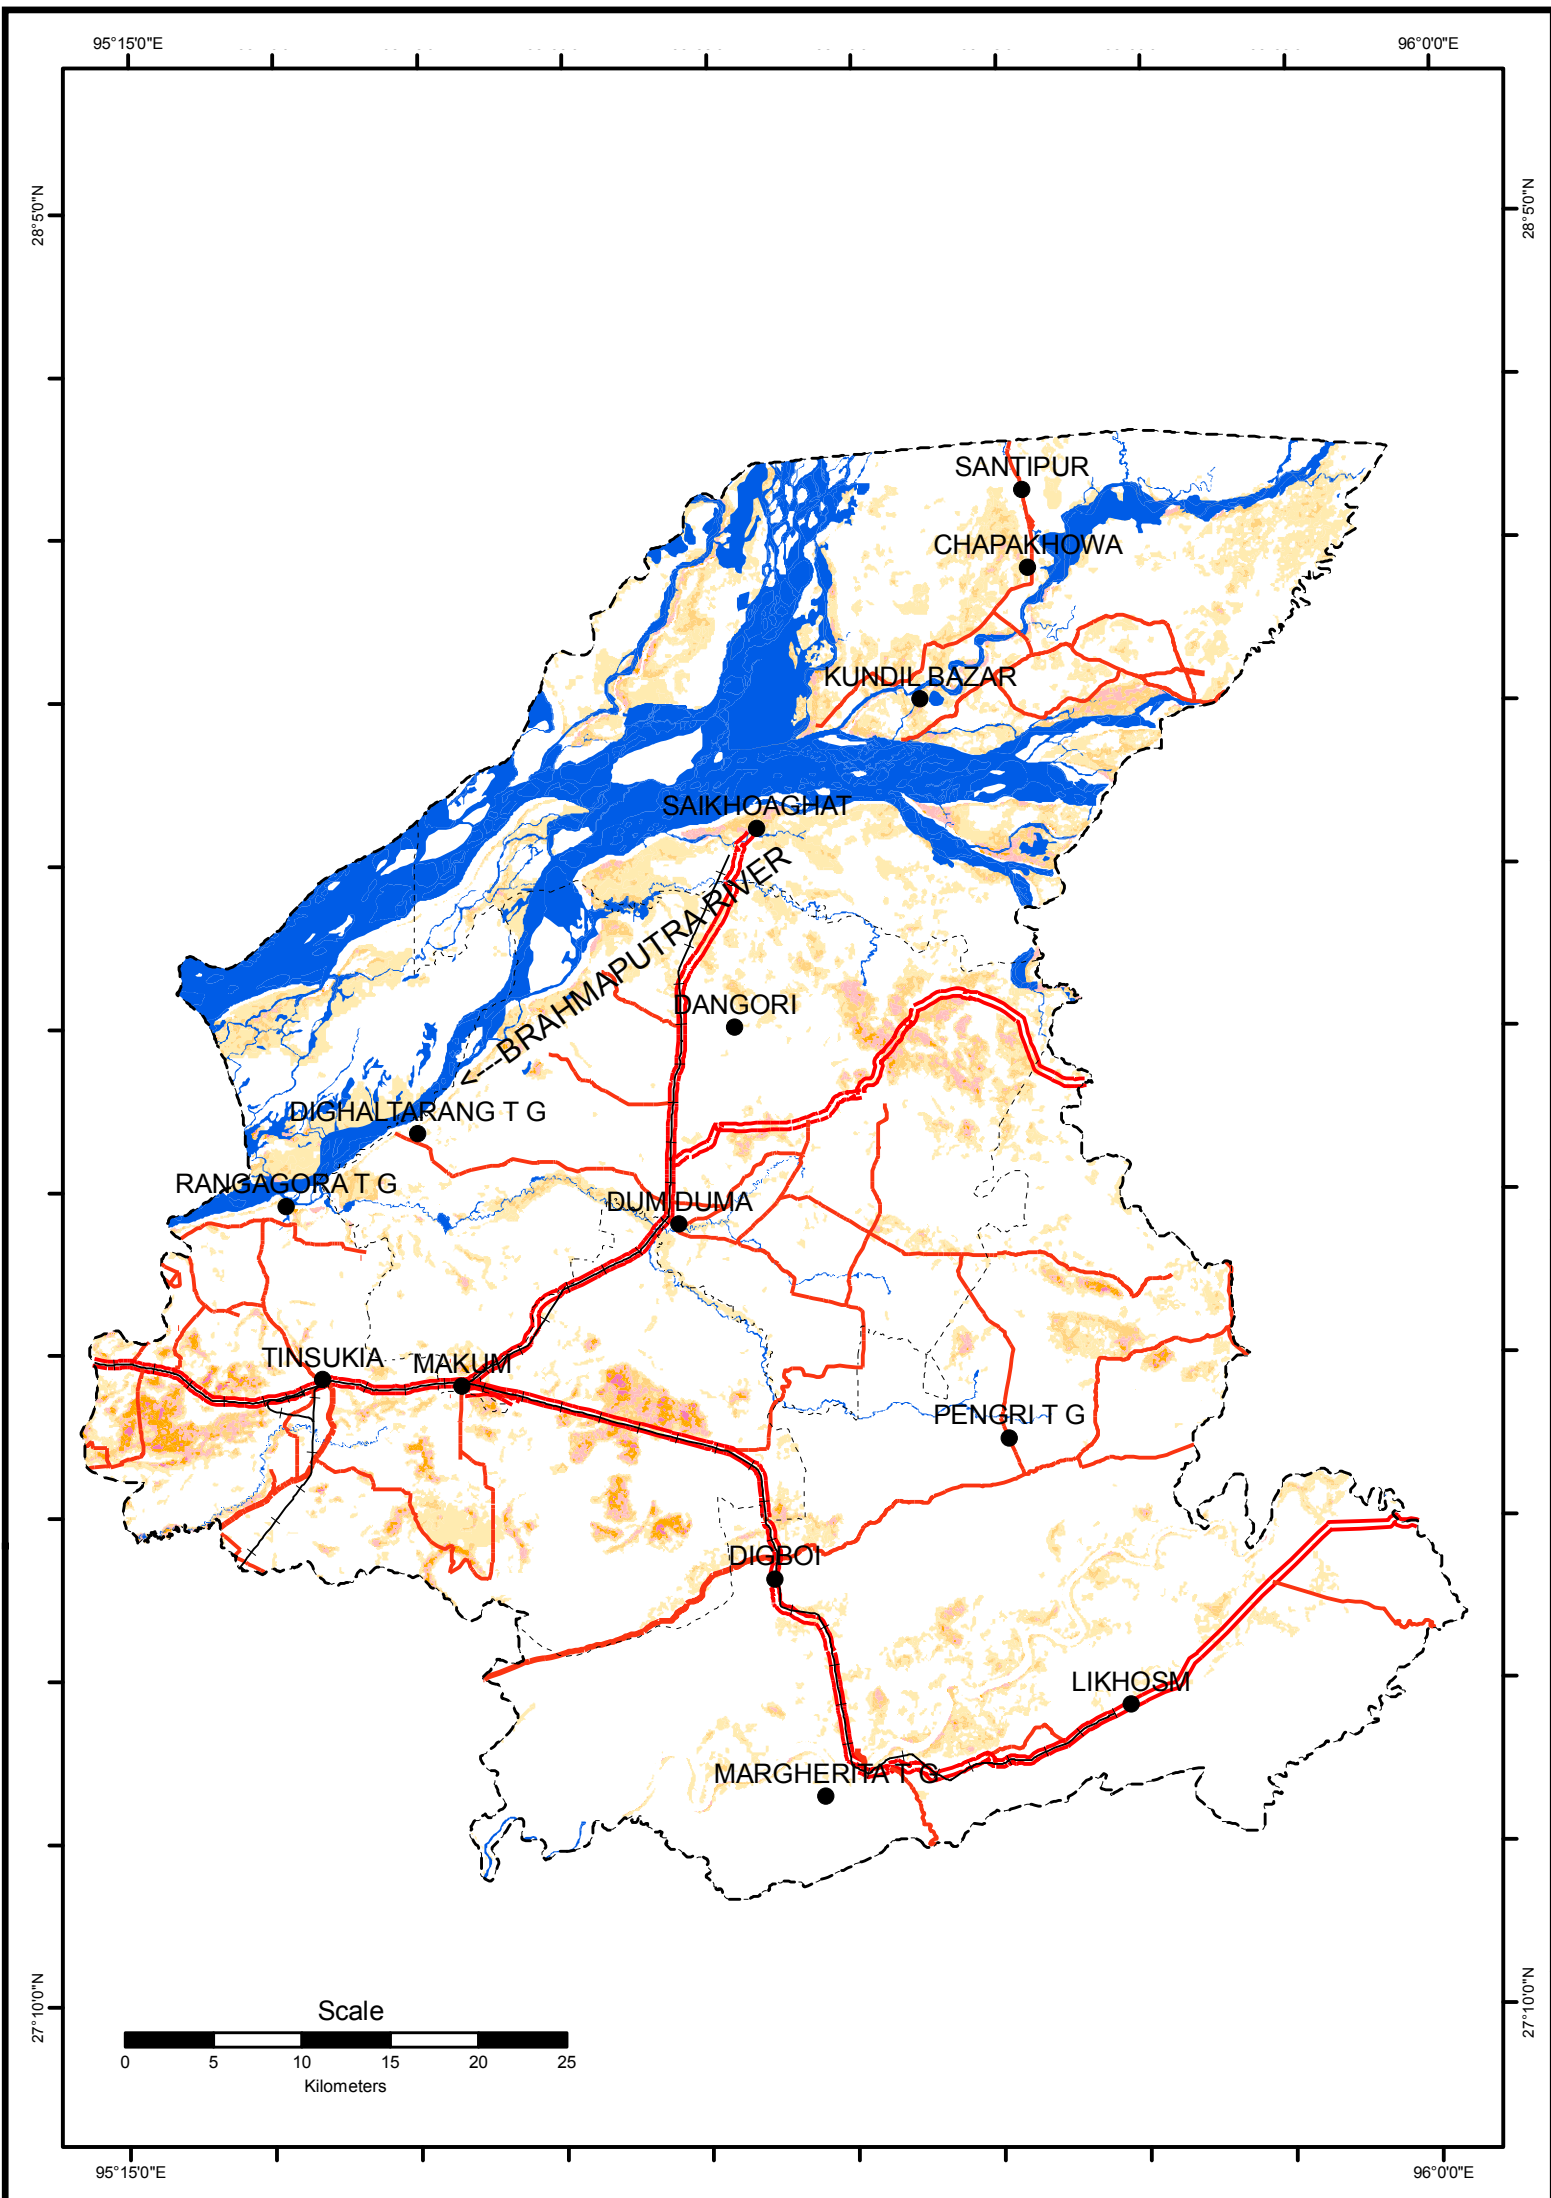 95°15'0"E
96°0'0"E
28°5'0"N
28°5'0"N
SANTIPUR
CHAPAKHOWA
KUNDIL BAZAR
SAIKHOAGHAT
<--BRAHMAPUTRA RIVER
DANGORI
DIGHALTARANG T G
RANGAGORA T G
DUM DUMA
TINSUKIA
MAKUM
PENGRI T G
DIGBOI
LIKHOSM
MARGHERITA T G
27°10'0"N
27°10'0"N
Scale
0 5 10 15 20 25
Kilometers
95°15'0"E
96°0'0"E